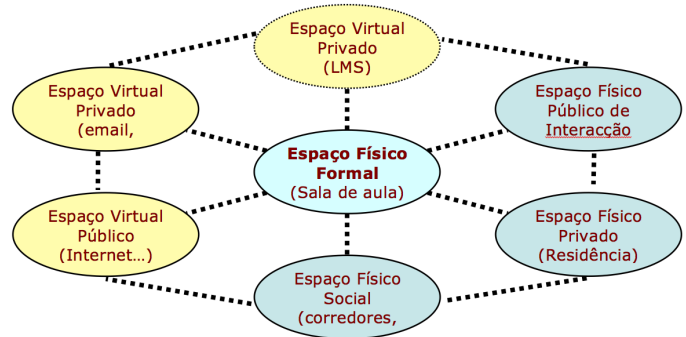 Espaço Virtual
Privado
(LMS)
Espaço Virtual
Privado
(email,
Espaço Físico
Público de
Interacção
Espaço Físico
Formal
(Sala de aula)
Espaço Virtual
Público
(Internet…)
Espaço Físico
Privado
(Residência)
Espaço Físico
Social
(corredores,